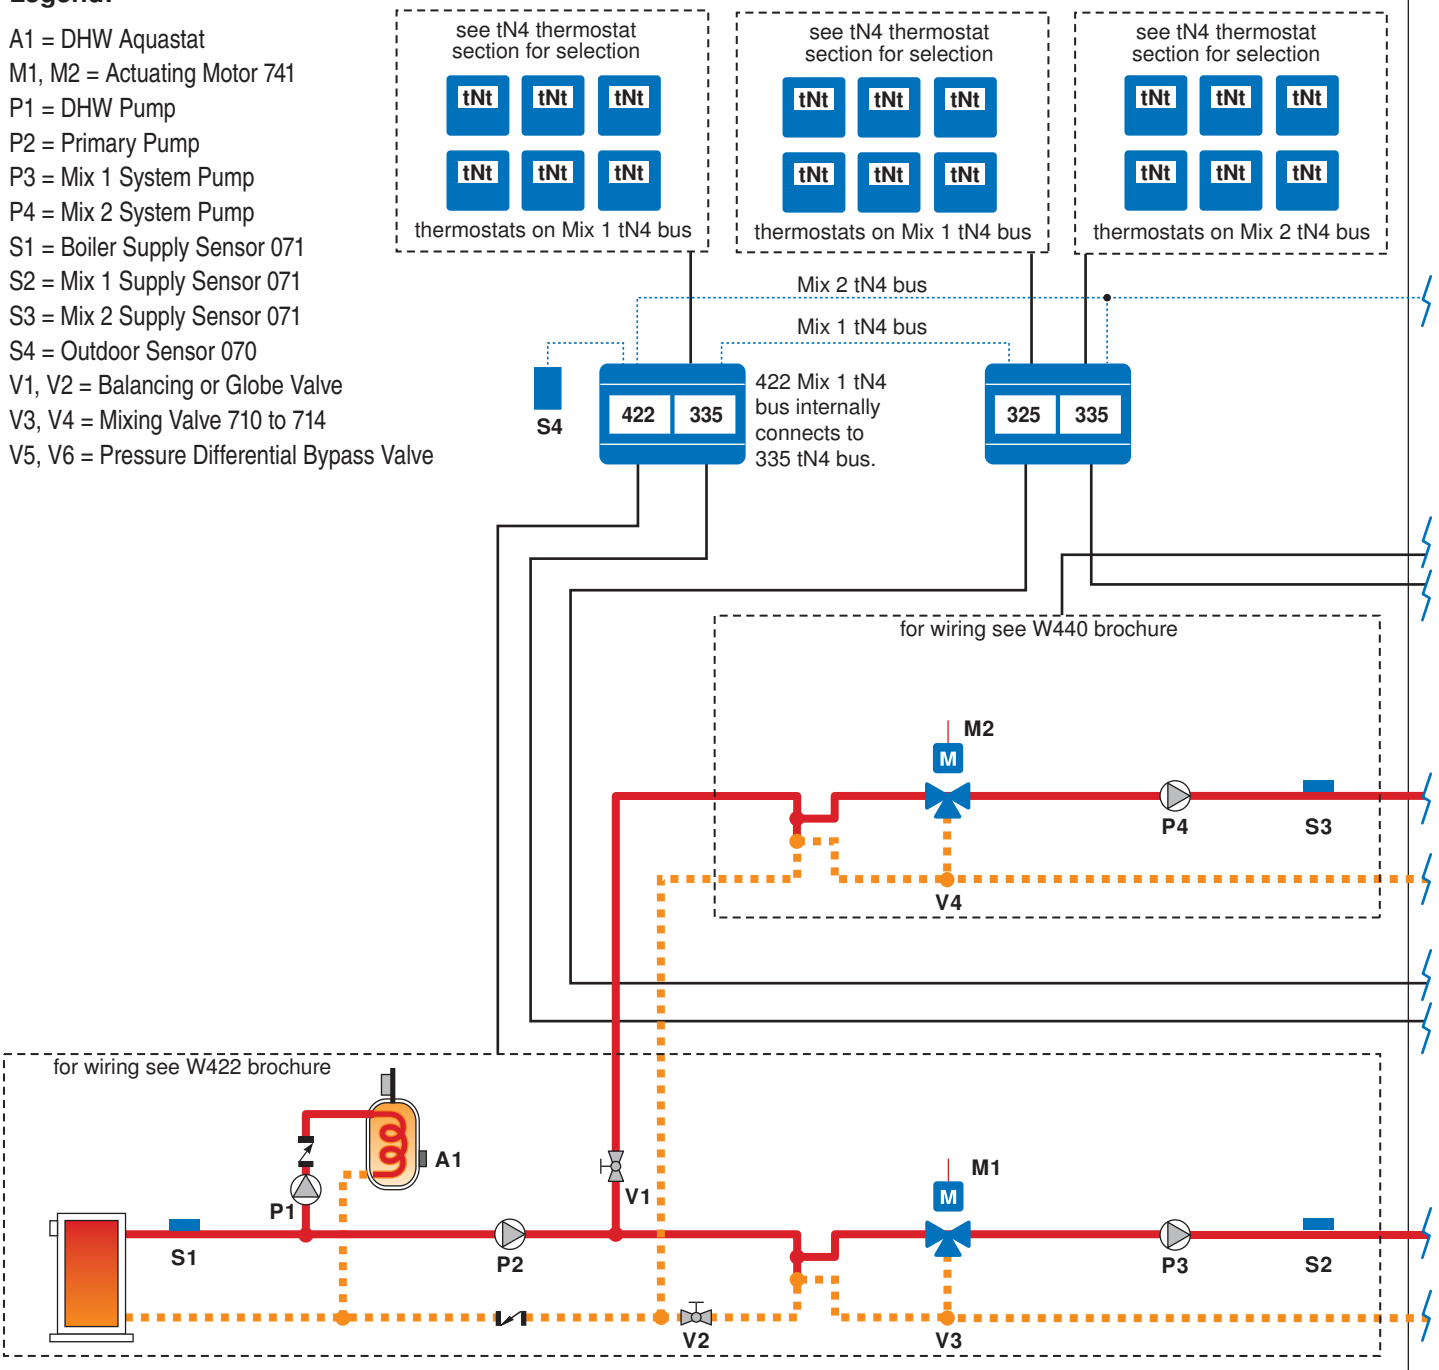 Legend:
A1 = DHW Aquastat
M1, M2 = Actuating Motor 741
P1 = DHW Pump
P2 = Primary Pump
P3 = Mix 1 System Pump
P4 = Mix 2 System Pump
S1 = Boiler Supply Sensor 071
S2 = Mix 1 Supply Sensor 071
S3 = Mix 2 Supply Sensor 071
S4 = Outdoor Sensor 070
V1, V2 = Balancing or Globe Valve
V3, V4 = Mixing Valve 710 to 714
V5, V6 = Pressure Differential Bypass Valve
see tN4 thermostat
section for selection
tNt tNt tNt
tNt tNt tNt
thermostats on Mix 1 tN4 bus
see tN4 thermostat
section for selection
tNt tNt tNt
tNt tNt tNt
thermostats on Mix 1 tN4 bus
see tN4 thermostat
section for selection
tNt tNt tNt
tNt tNt tNt
thermostats on Mix 2 tN4 bus
Mix 2 tN4 bus
Mix 1 tN4 bus
S4
422 335
422 Mix 1 tN4
bus internally
connects to
335 tN4 bus.
325 335
for wiring see W440 brochure
M2
M
P4
S3
V4
for wiring see W422 brochure
A1
P1
V1
M1
M
S1
P2
P3
S2
V2
V3